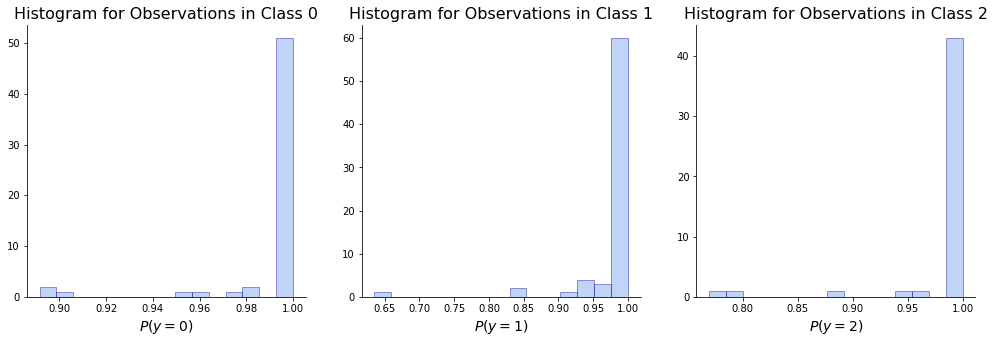 Histogram for Observations in Class 0
50
40
30
20
10
0
0.90 0.92 0.94 0.96 0.98 1.00
P(y = 0)
Histogram for Observations in Class 1
60
50
40
30
20
10
0
0.65 0.70 0.75 0.80 0.85 0.90 0.95 1.00
P(y = 1)
Histogram for Observations in Class 2
40
30
20
10
0
0.80 0.85 0.90 0.95 1.00
P(y = 2)